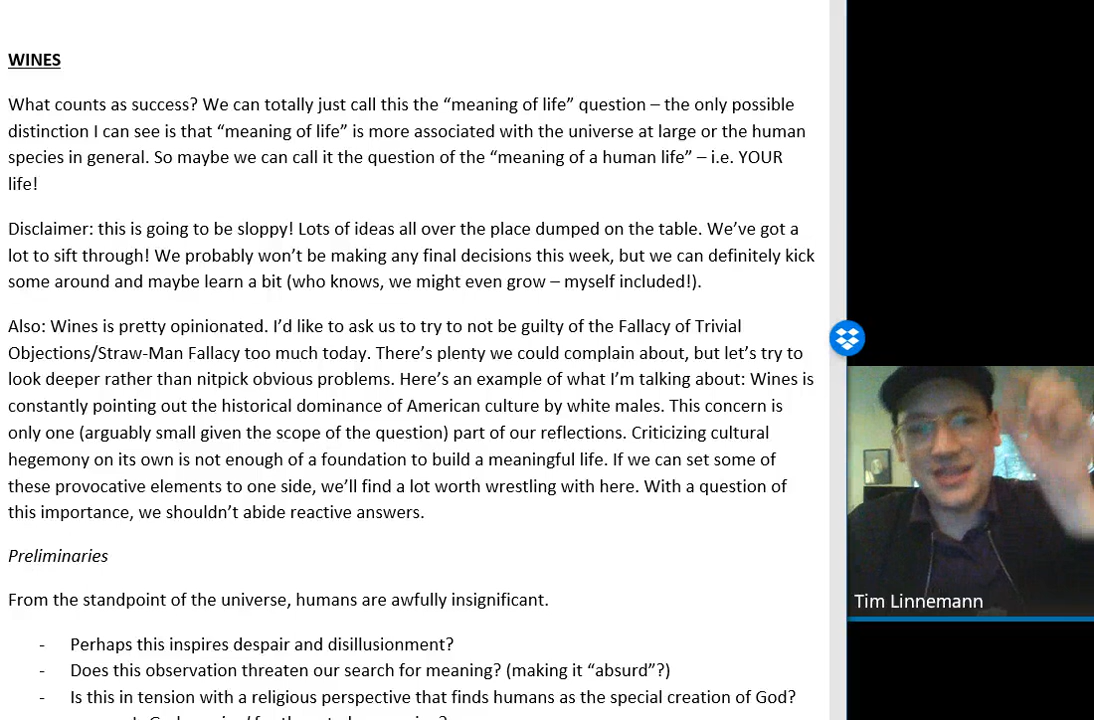 WINES
What counts as success? We can totally just call this the “meaning of life” question – the only possible
distinction I can see is that “meaning of life” is more associated with the universe at large or the human
species in general. So maybe we can call it the question of the “meaning of a human life” – i.e. YOUR
life!
Disclaimer: this is going to be sloppy! Lots of ideas all over the place dumped on the table. We’ve got a
lot to sift through! We probably won’t be making any final decisions this week, but we can definitely kick
some around and maybe learn a bit (who knows, we might even grow – myself included!).
Also: Wines is pretty opinionated. I’d like to ask us to try to not be guilty of the Fallacy of Trivial
Objections/Straw-Man Fallacy too much today. There’s plenty we could complain about, but let’s try to
look deeper rather than nitpick obvious problems. Here’s an example of what I’m talking about: Wines is
constantly pointing out the historical dominance of American culture by white males. This concern is
only one (arguably small given the scope of the question) part of our reflections. Criticizing cultural
hegemony on its own is not enough of a foundation to build a meaningful life. If we can set some of
these provocative elements to one side, we’ll find a lot worth wrestling with here. With a question of
this importance, we shouldn’t abide reactive answers.
Preliminaries
From the standpoint of the universe, humans are awfully insignificant.
- Perhaps this inspires despair and disillusionment?
- Does this observation threaten our search for meaning? (making it “absurd”?)
- Is this in tension with a religious perspective that finds humans as the special creation of God?
Tim Linnemann